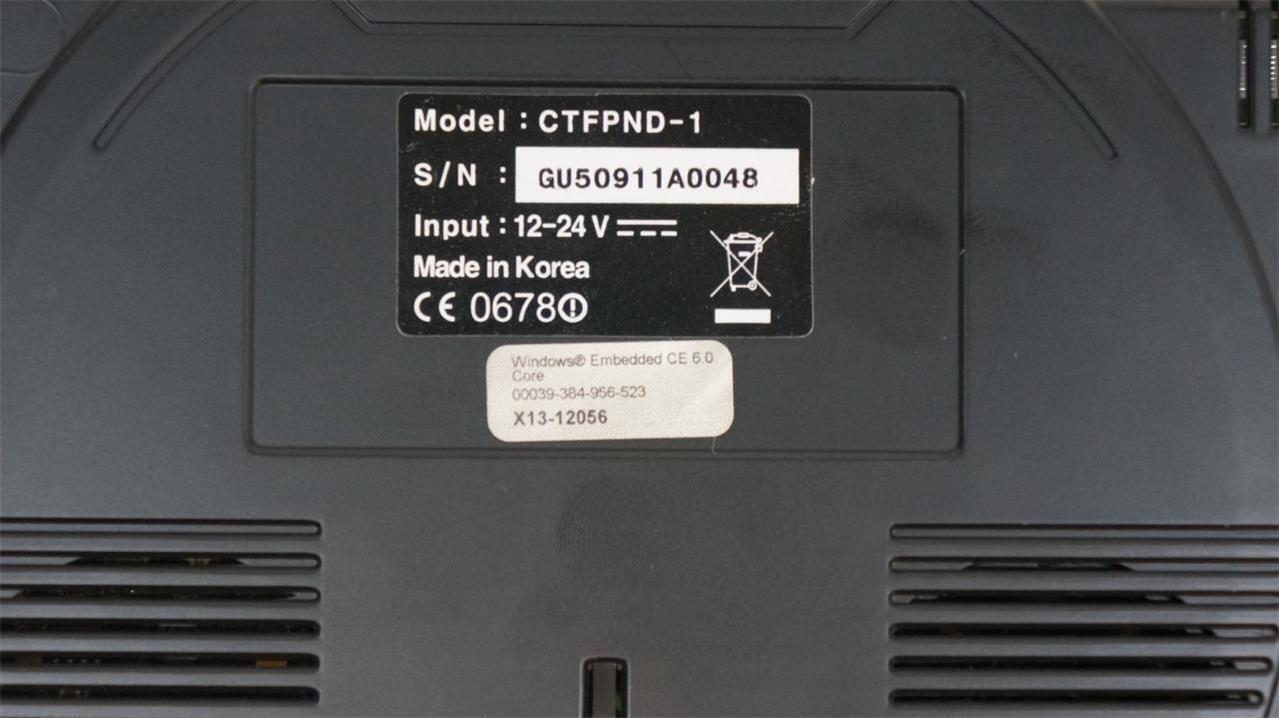 Model : CTFPND-1
S/N : GU50911A0048
Input : 12-24 V
Made in Korea
CE 0678
Windows® Embedded CE 6.0
Core
00039-384-956-523
X13-12056